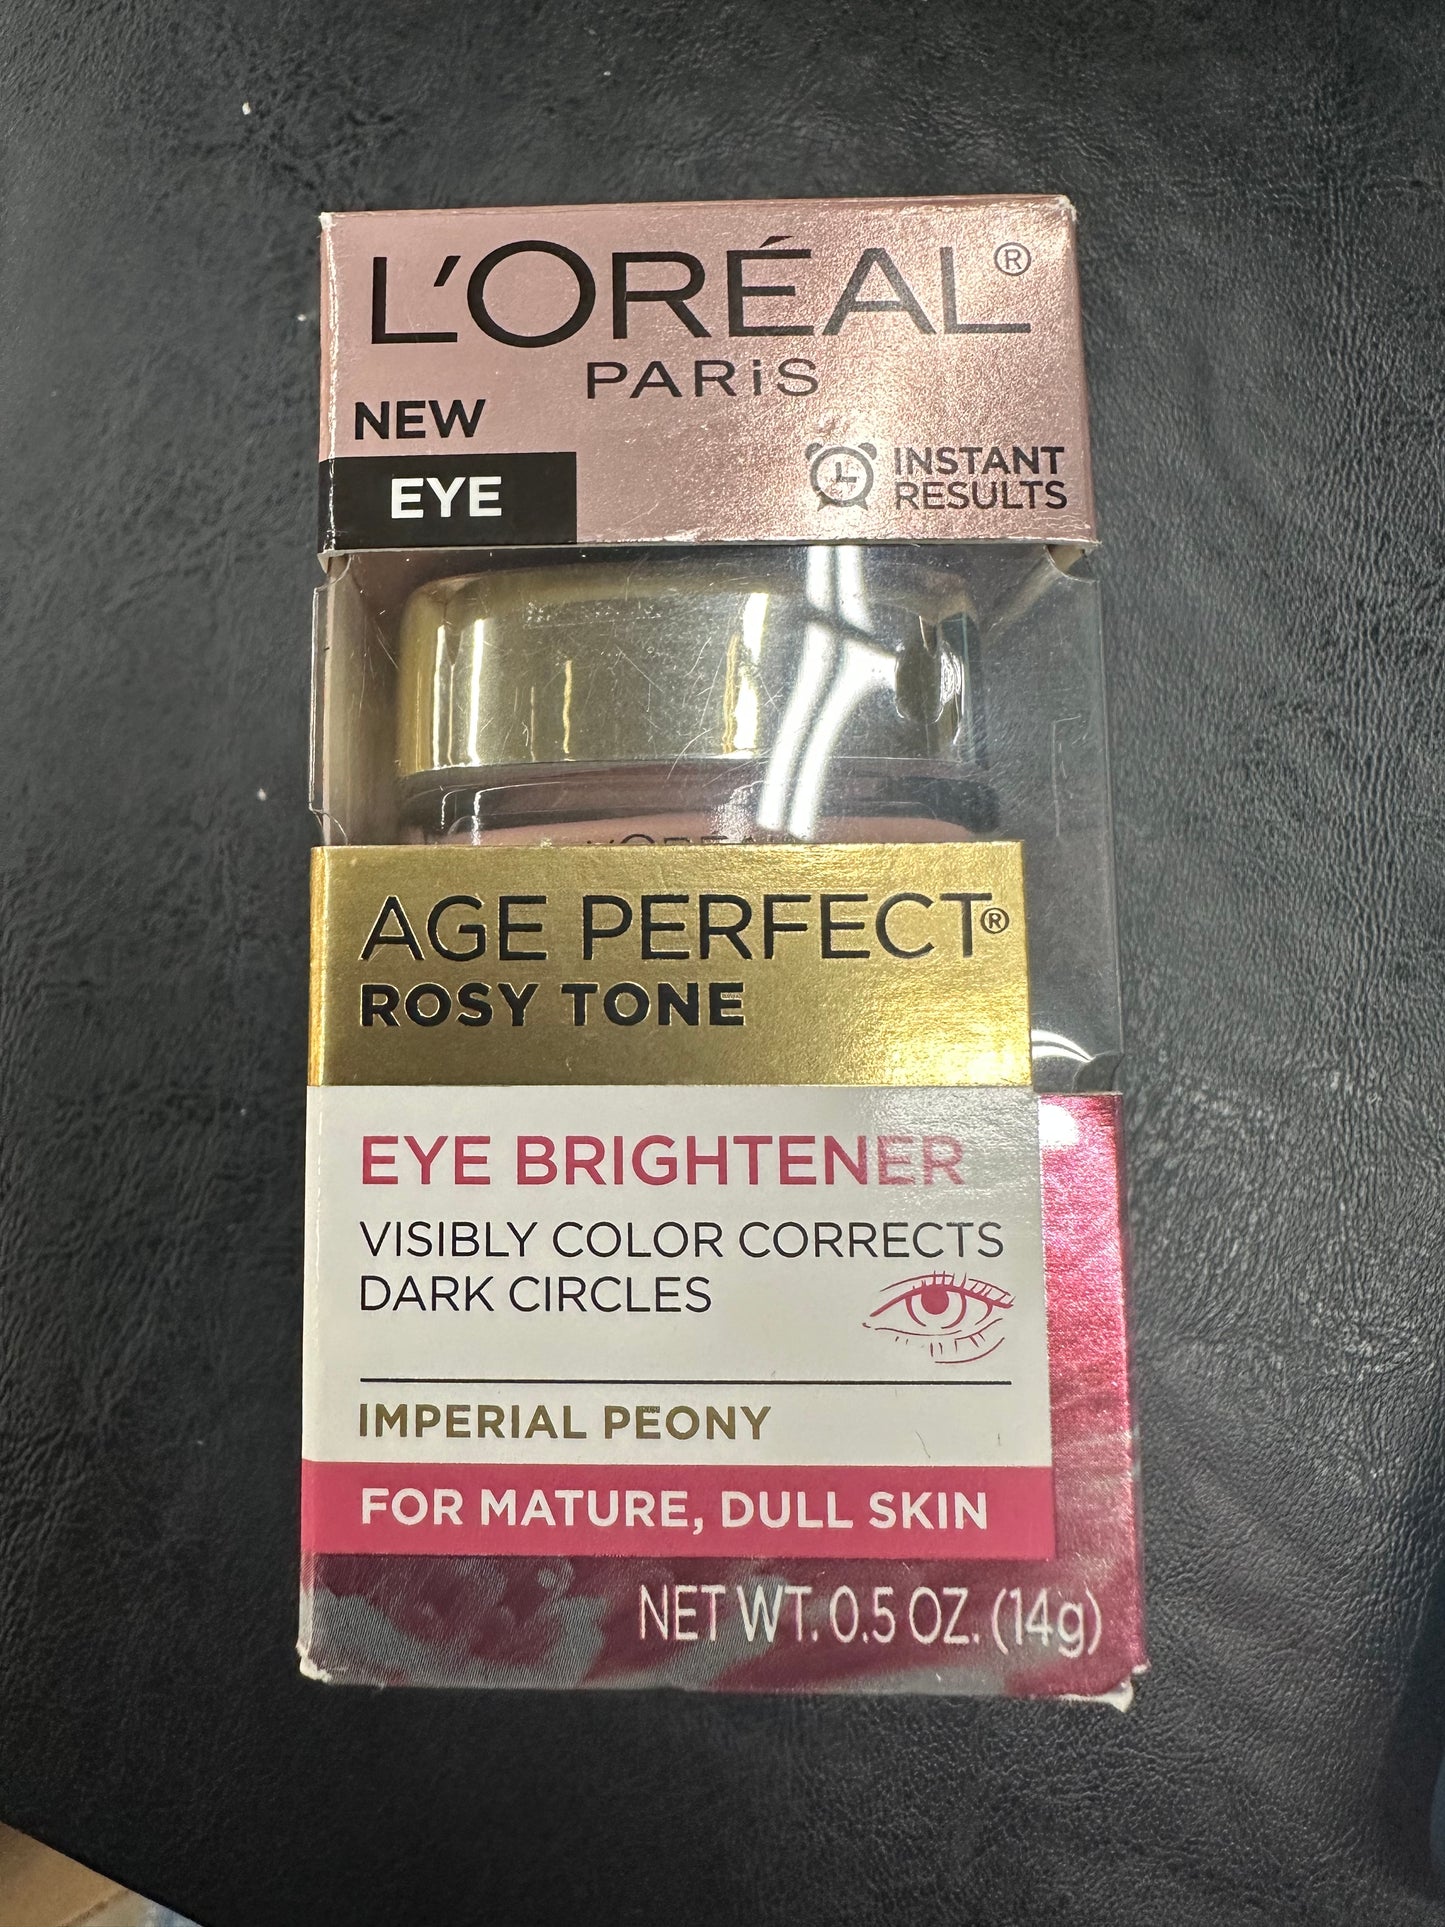 L'ORÉAL®
PARiS
NEW
EYE
INSTANT
RESULTS
AGE PERFECT®
ROSY TONE
EYE BRIGHTENER
VISIBLY COLOR CORRECTS
DARK CIRCLES
IMPERIAL PEONY
FOR MATURE, DULL SKIN
NET WT. 0.5 OZ. (14g)